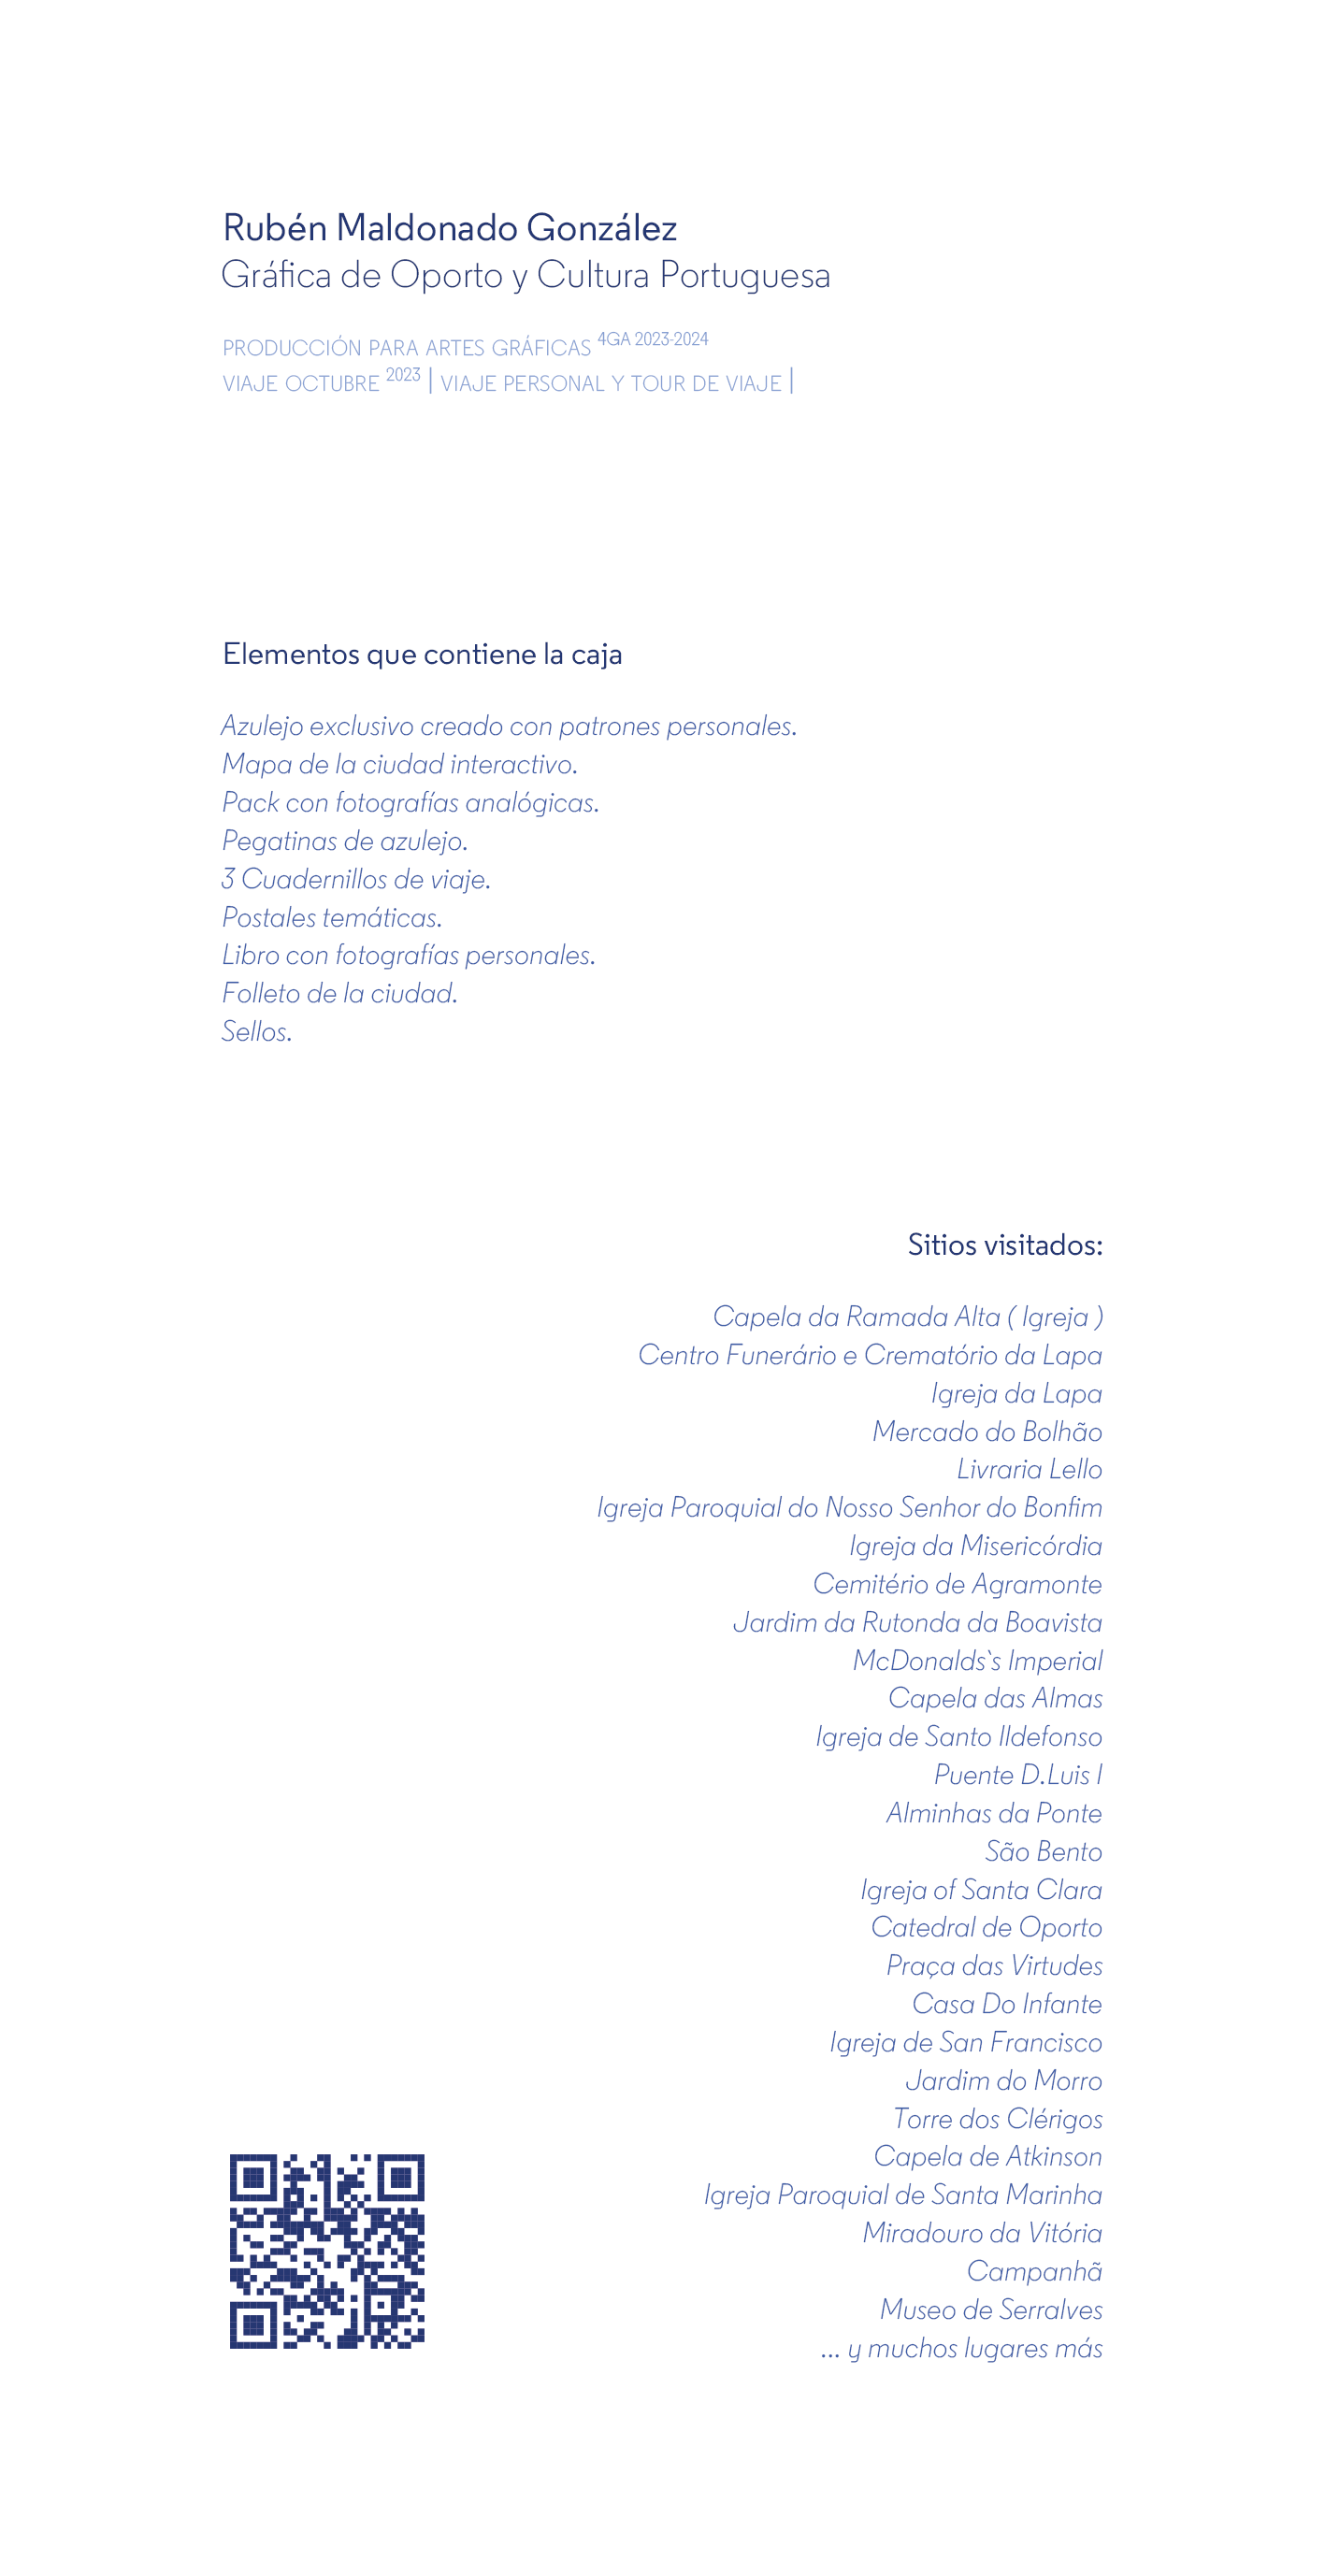 Rubén Maldonado González
Gráfica de Oporto y Cultura Portuguesa
PRODUCCIÓN PARA ARTES GRÁFICAS 4GA 2023-2024
VIAJE OCTUBRE 2023 | VIAJE PERSONAL Y TOUR DE VIAJE |
Elementos que contiene la caja
Azulejo exclusivo creado con patrones personales.
Mapa de la ciudad interactivo.
Pack con fotografías analógicas.
Pegatinas de azulejo.
3 Cuadernillos de viaje.
Postales temáticas.
Libro con fotografías personales.
Folleto de la ciudad.
Sellos.
Sitios visitados:
Capela da Ramada Alta ( Igreja )
Centro Funerário e Crematório da Lapa
Igreja da Lapa
Mercado do Bolhão
Livraria Lello
Igreja Paroquial do Nosso Senhor do Bonfim
Igreja da Misericórdia
Cemitério de Agramonte
Jardim da Rutonda da Boavista
McDonalds`s Imperial
Capela das Almas
Igreja de Santo Ildefonso
Puente D.Luis I
Alminhas da Ponte
São Bento
Igreja of Santa Clara
Catedral de Oporto
Praça das Virtudes
Casa Do Infante
Igreja de San Francisco
Jardim do Morro
Torre dos Clérigos
Capela de Atkinson
Igreja Paroquial de Santa Marinha
Miradouro da Vitória
Campanhã
Museo de Serralves
... y muchos lugares más